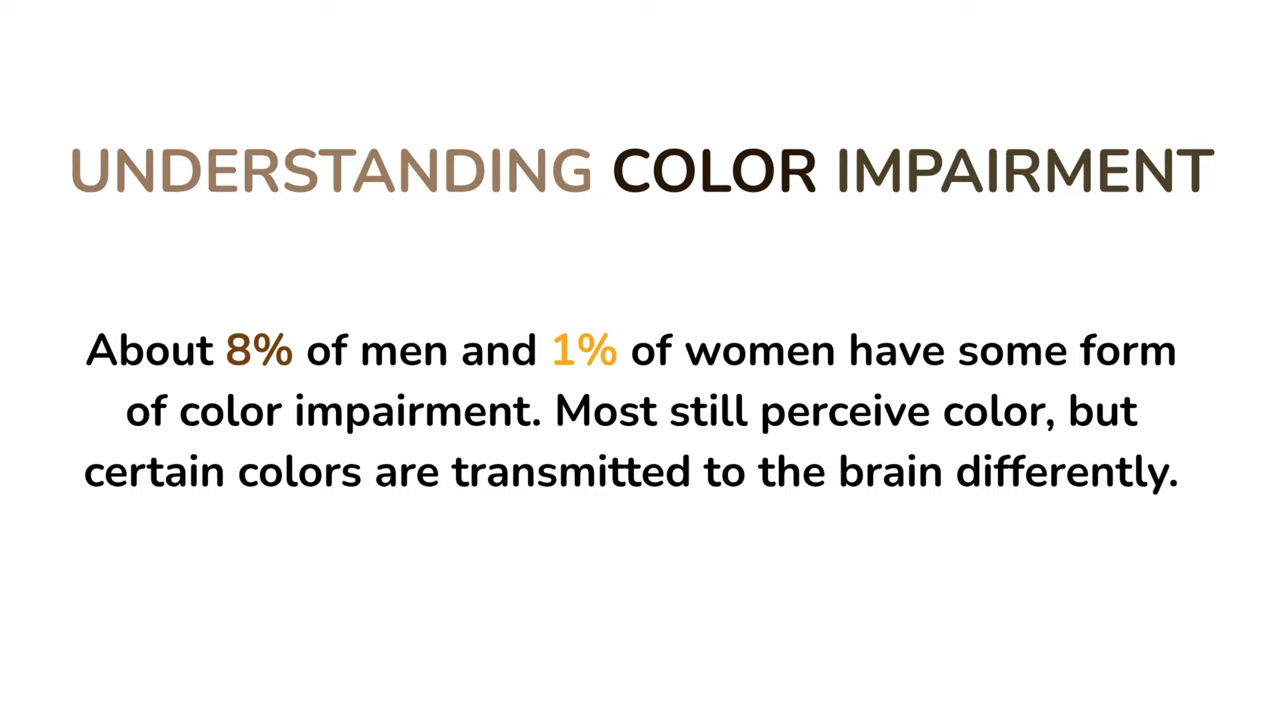 UNDERSTANDING COLOR IMPAIRMENT
About 8% of men and 1% of women have some form
of color impairment. Most still perceive color, but
certain colors are transmitted to the brain differently.